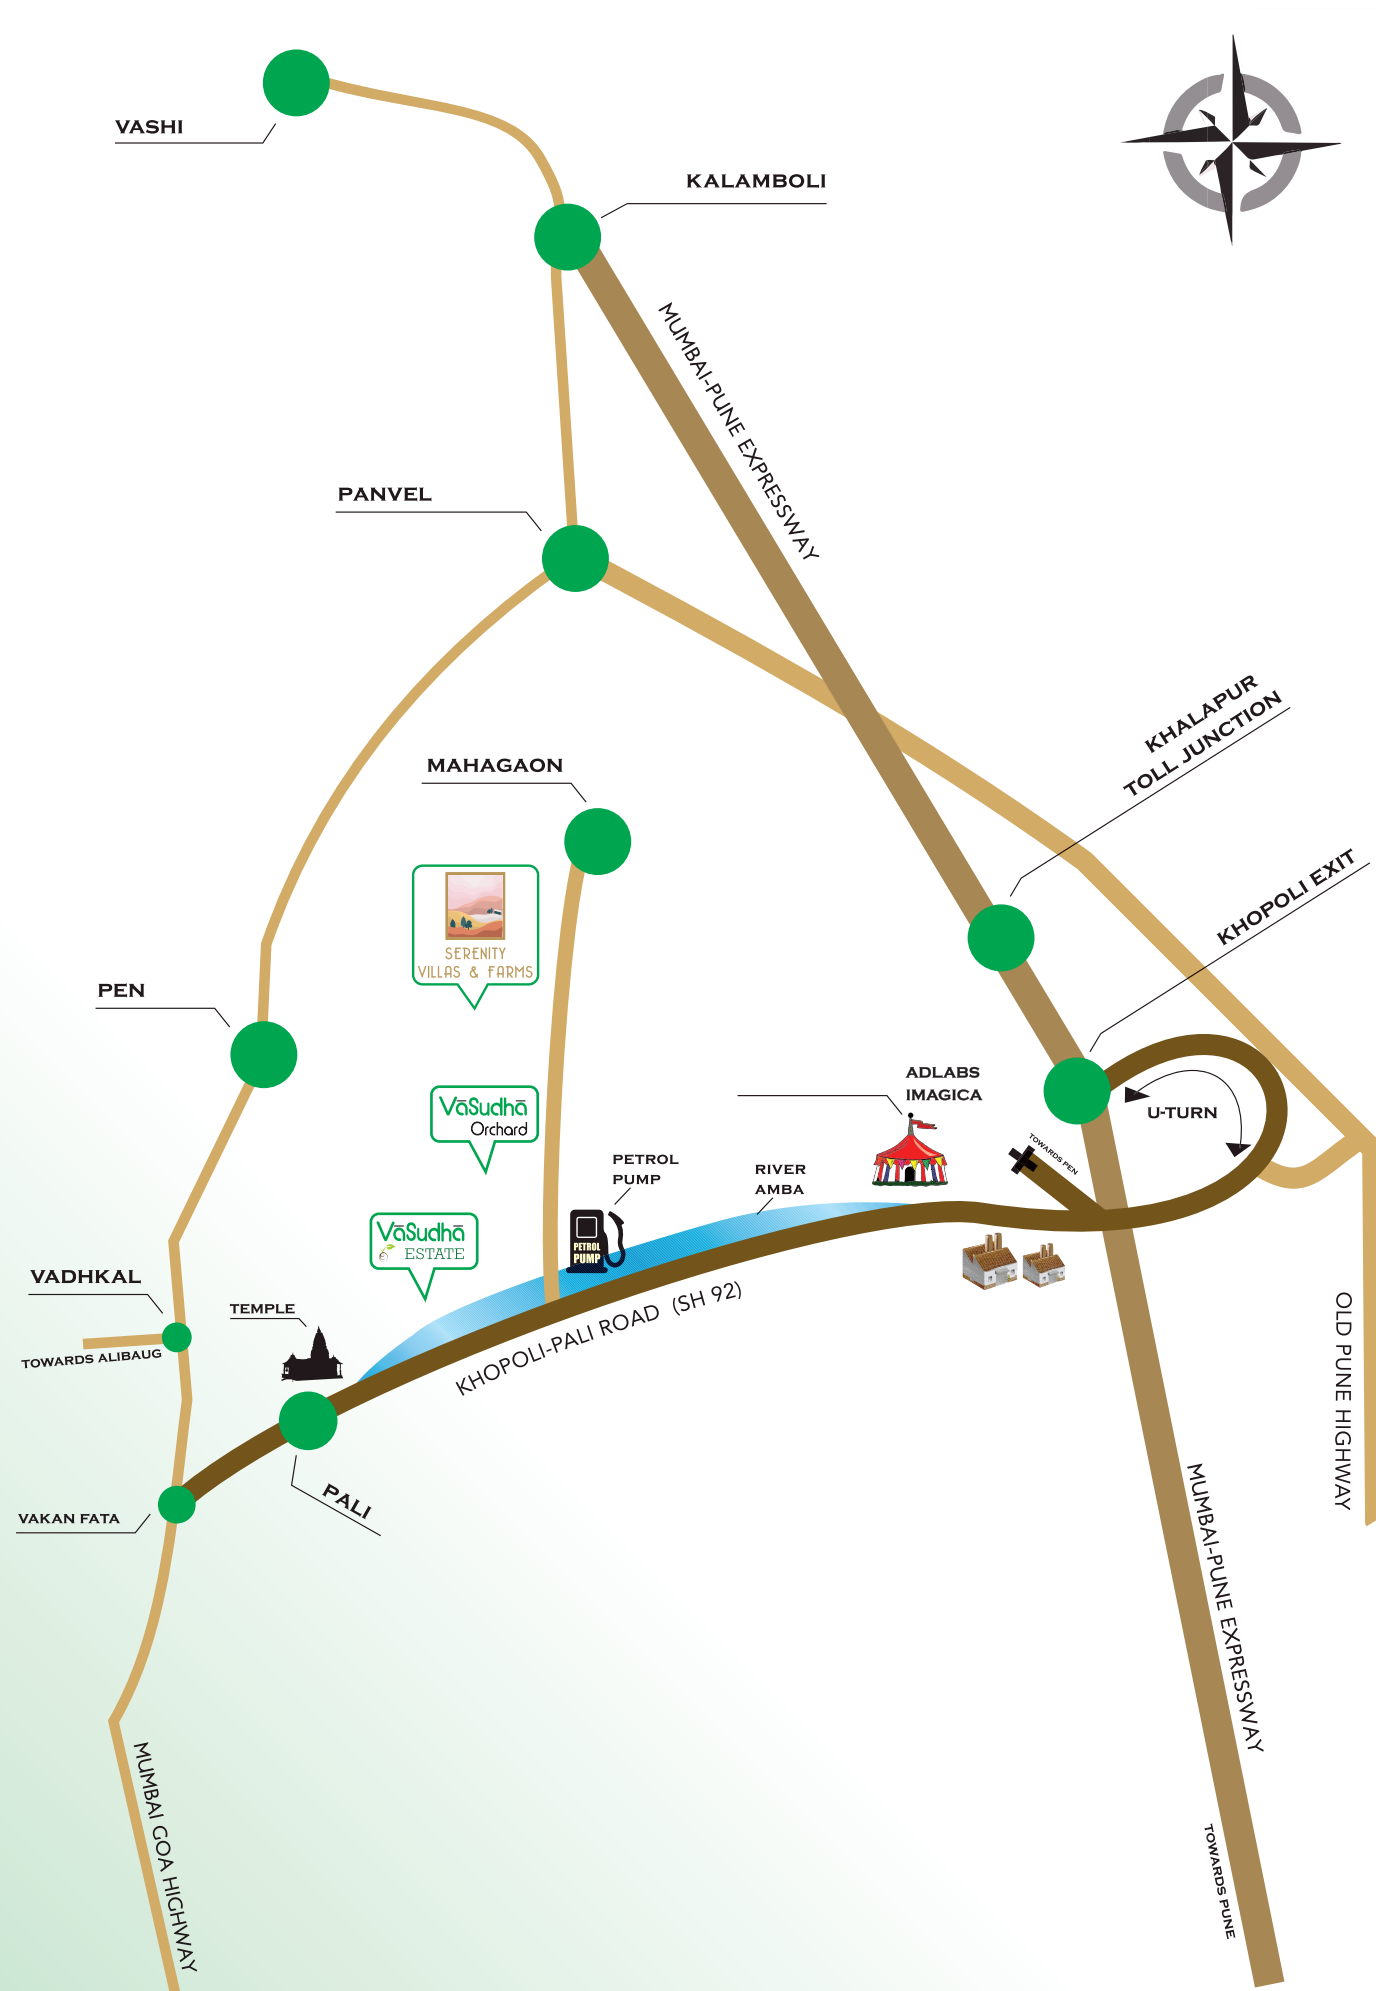 VASHI
KALAMBOLI
MUMBAI-PUNE EXPRESSWAY
PANVEL
KHALAPUR
TOLL JUNCTION
MAHAGAON
KHOPOLI EXIT
SERENITY
VILLAS & FARMS
PEN
ADLABS
IMAGICA
VāSudhā
Orchard
U-TURN
TOWARDS PEN
PETROL
PUMP
RIVER
AMBA
VāSudhā
ESTATE
PETROL
PUMP
VADHKAL
TEMPLE
TOWARDS ALIBAUG
KHOPOLI-PALI ROAD (SH 92)
OLD PUNE HIGHWAY
PALI
VAKAN FATA
MUMBAI-PUNE EXPRESSWAY
MUMBAI GOA HIGHWAY
TOWARDS PUNE